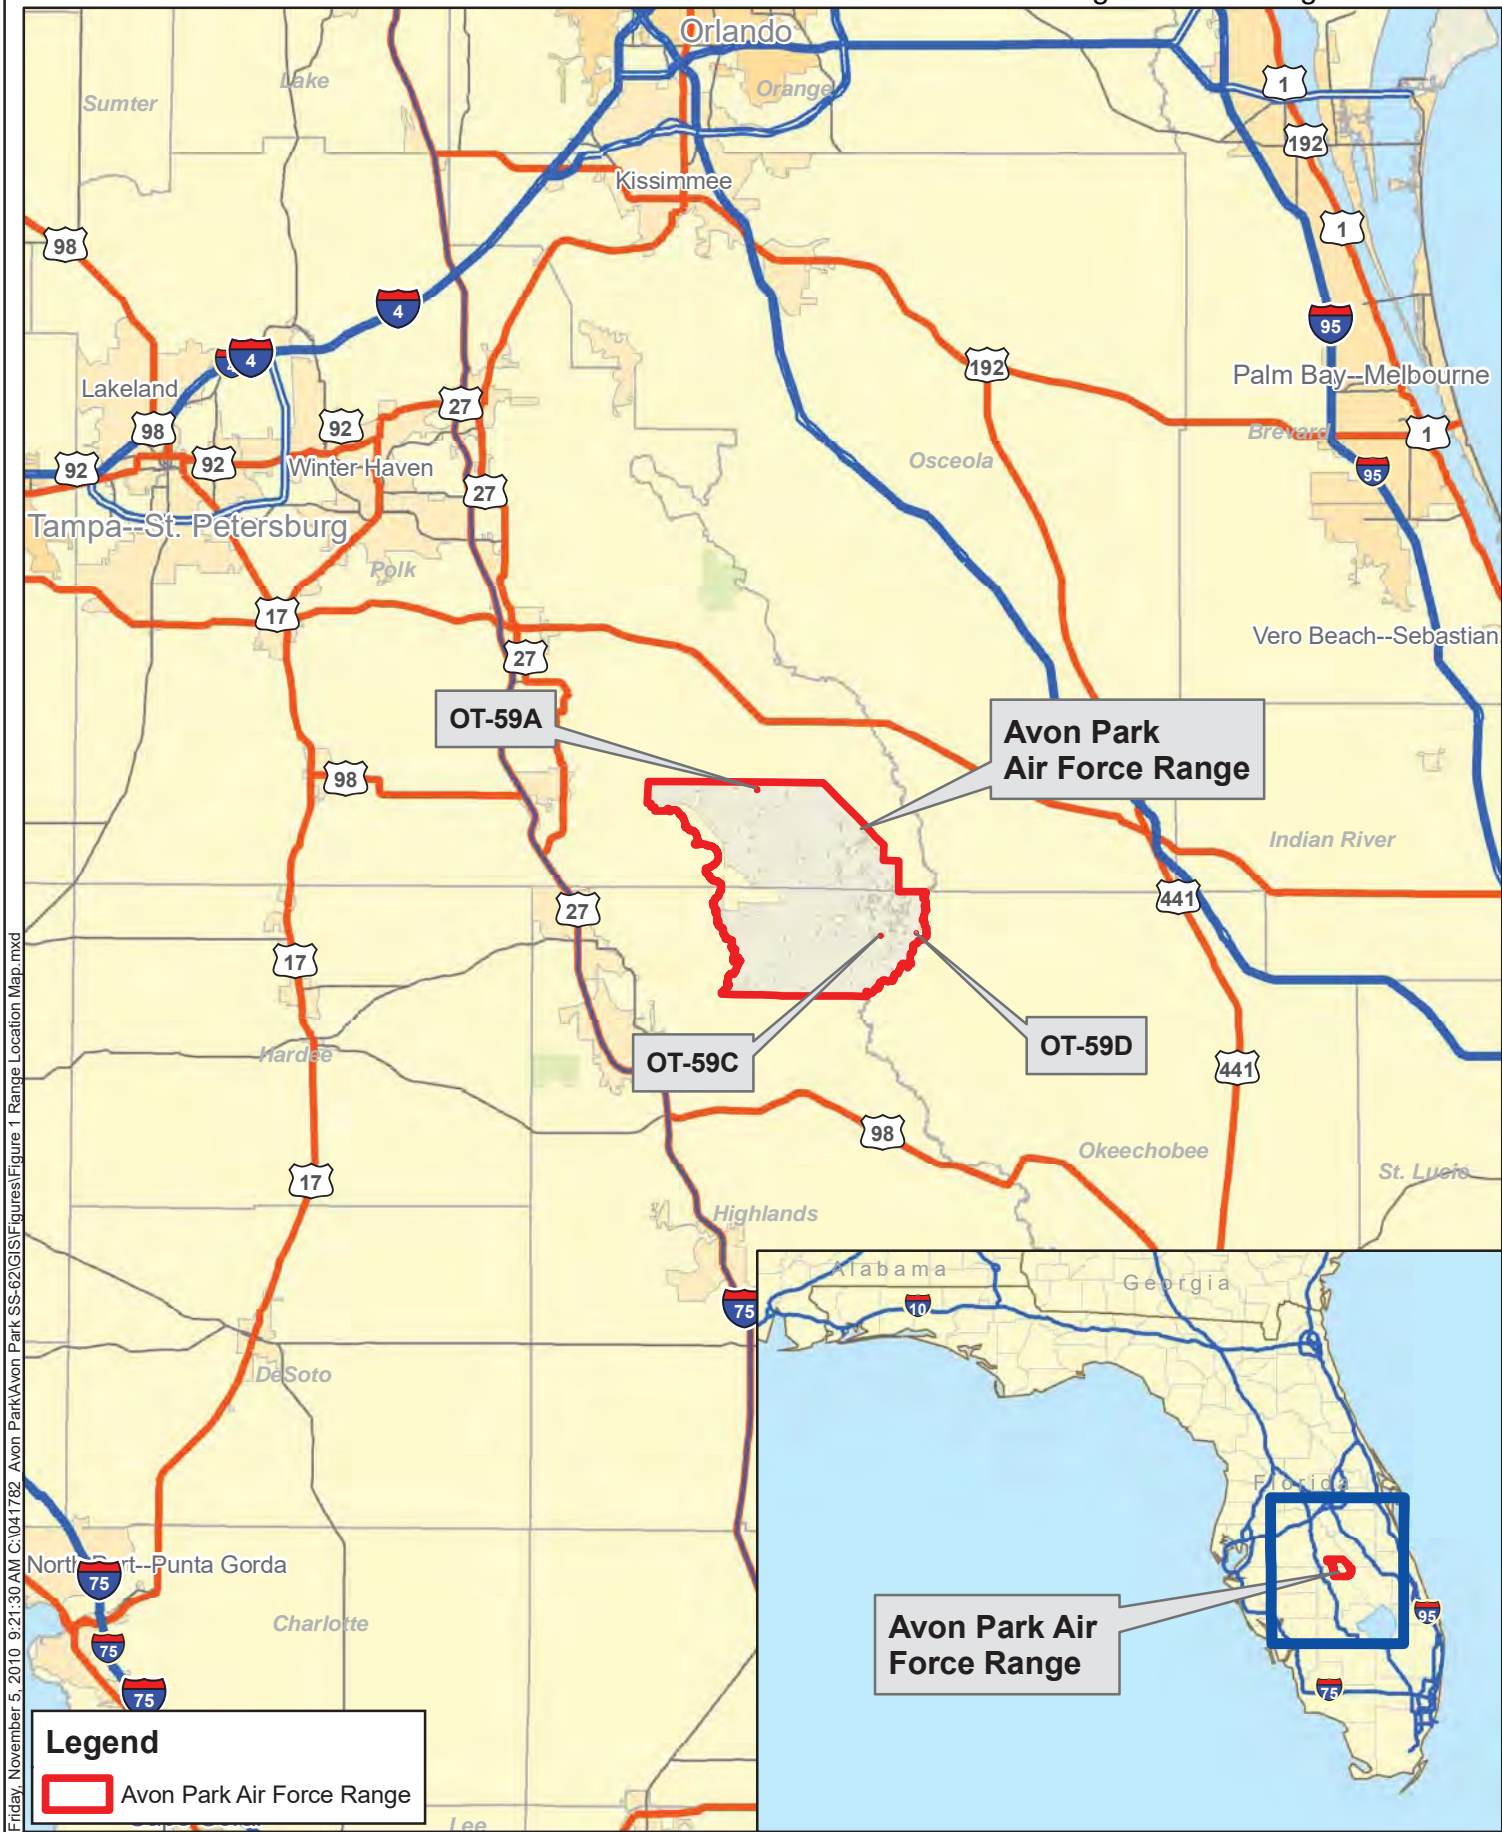 Orlando
Lake
Sumter
Orange
1
192
Kissimmee
1
98
4
95
4
192
Palm Bay--Melbourne
Lakeland
27
98
92
Brevard
1
92
92
Winter Haven
Osceola
95
27
Tampa--St. Petersburg
Polk
17
Vero Beach--Sebastian
27
OT-59A
Avon Park
Air Force Range
98
Indian River
27
441
17
OT-59C
OT-59D
Hardee
441
98
Okeechobee
St. Lucie
17
Highlands
75
DeSoto
Alabama
Georgia
10
Florida
North Port--Punta Gorda
75
Charlotte
75
75
Avon Park Air
Force Range
95
75
Legend
Avon Park Air Force Range
Lee
Friday, November 5, 2010 9:21:30 AM C:\041782_Avon Park\Avon Park SS-62\GIS\Figures\Figure 1 Range Location Map.mxd